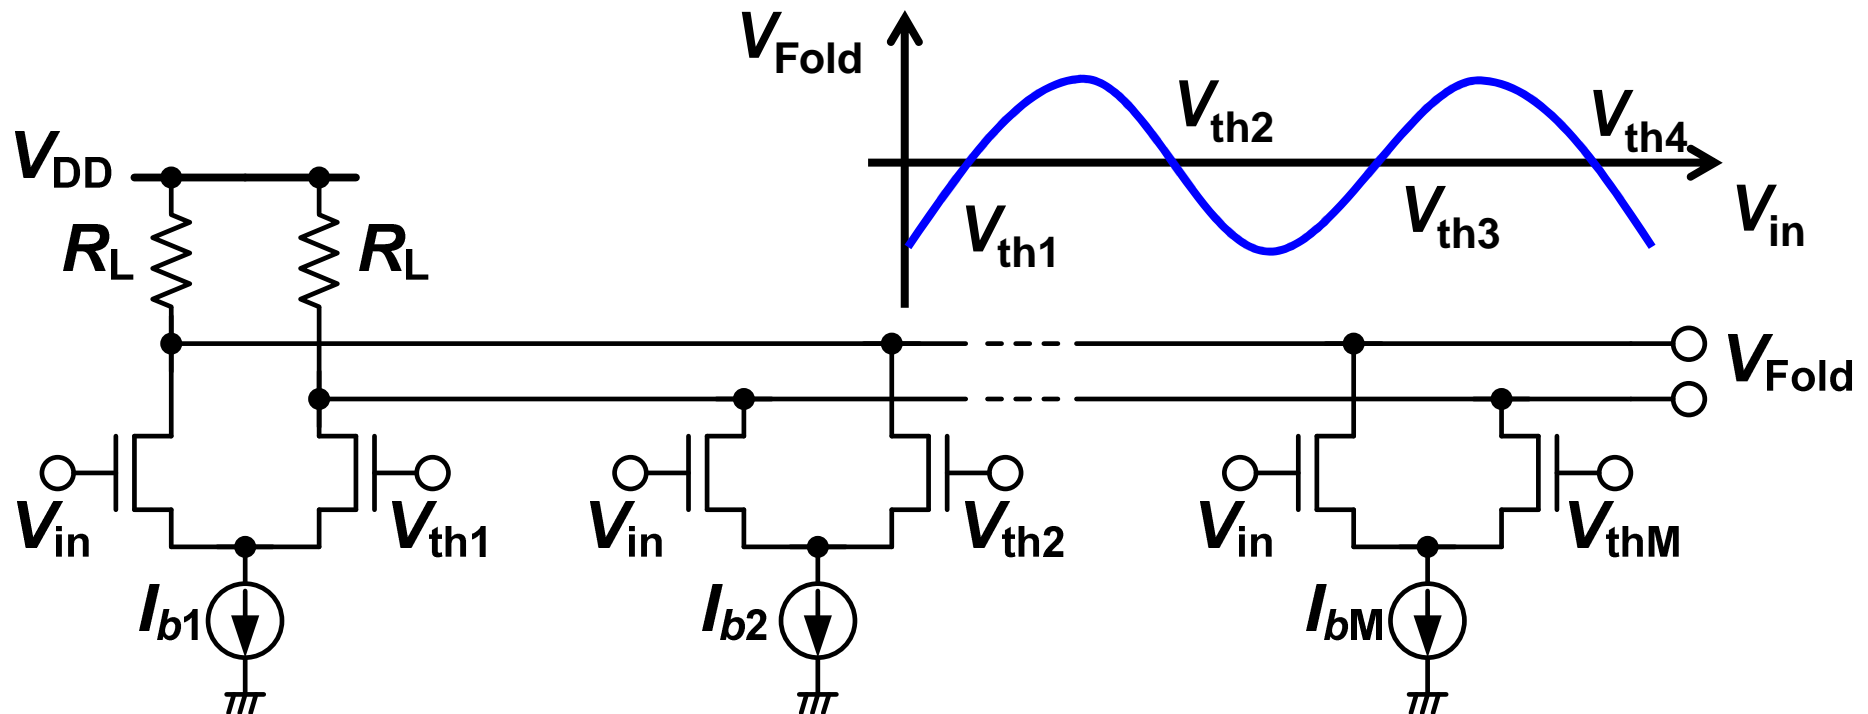 VFold
Vth2
Vth4
VDD
Vin
Vth1
Vth3
RL
RL
VFold
Vin
Vth1
Vin
Vth2
Vin
VthM
Ib1
Ib2
IbM